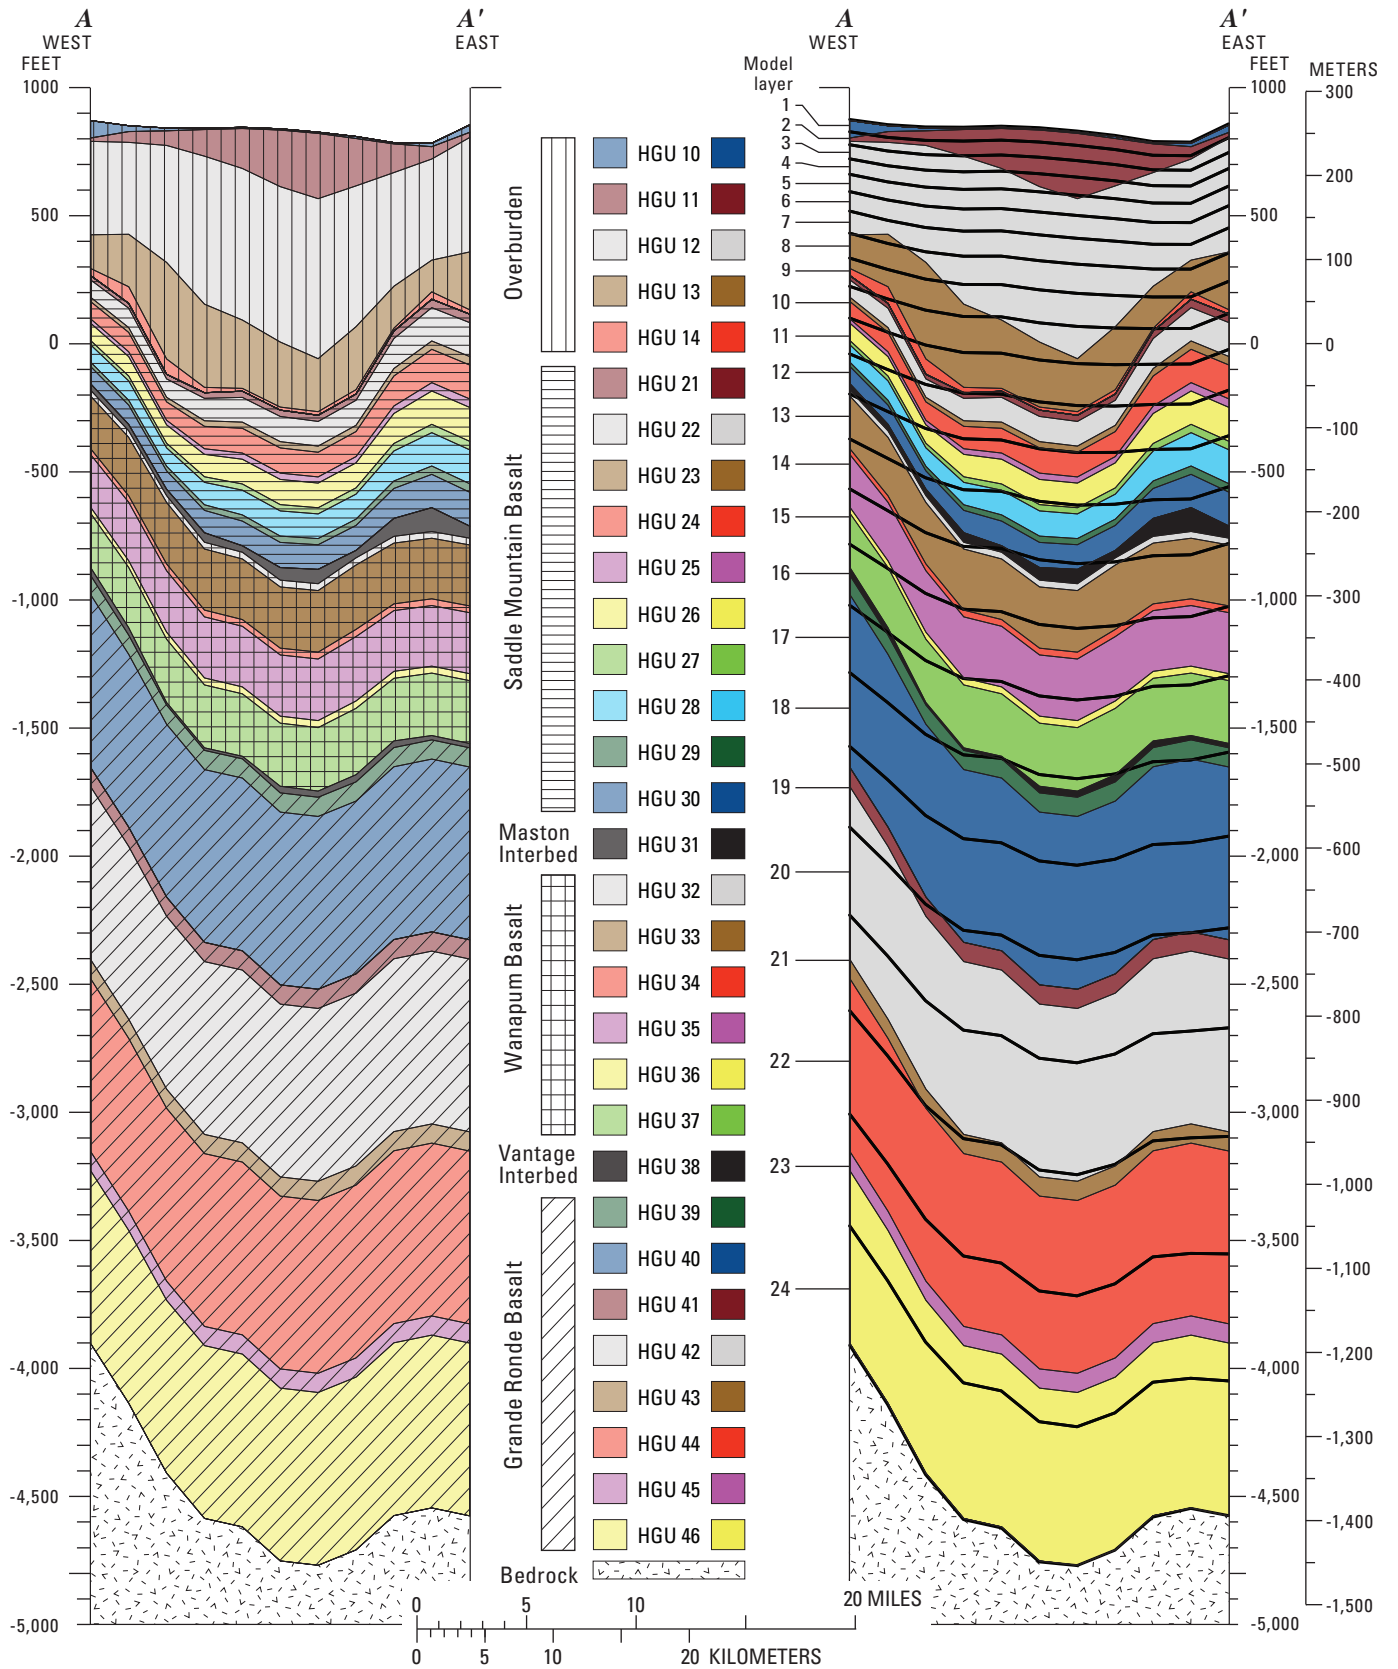 A
WEST
FEET
A'
EAST
1000
500
0
-500
-1,000
-1,500
-2,000
-2,500
-3,000
-3,500
-4,000
-4,500
-5,000
Overburden
Saddle Mountain Basalt
Maston
Interbed
Wanapum Basalt
Vantage
Interbed
Grande Ronde Basalt
Bedrock
HGU 10
HGU 11
HGU 12
HGU 13
HGU 14
HGU 21
HGU 22
HGU 23
HGU 24
HGU 25
HGU 26
HGU 27
HGU 28
HGU 29
HGU 30
HGU 31
HGU 32
HGU 33
HGU 34
HGU 35
HGU 36
HGU 37
HGU 38
HGU 39
HGU 40
HGU 41
HGU 42
HGU 43
HGU 44
HGU 45
HGU 46
A
WEST
Model
layer
1
2
3
4
5
6
7
8
9
10
11
12
13
14
15
16
17
18
19
20
21
22
23
24
A'
EAST
FEET
1000
500
0
-500
-1,000
-1,500
-2,000
-2,500
-3,000
-3,500
-4,000
-4,500
-5,000
METERS
300
200
100
0
-100
-200
-300
-400
-500
-600
-700
-800
-900
-1,000
-1,100
-1,200
-1,300
-1,400
-1,500
0 5 10 20 MILES
0 5 10 20 KILOMETERS